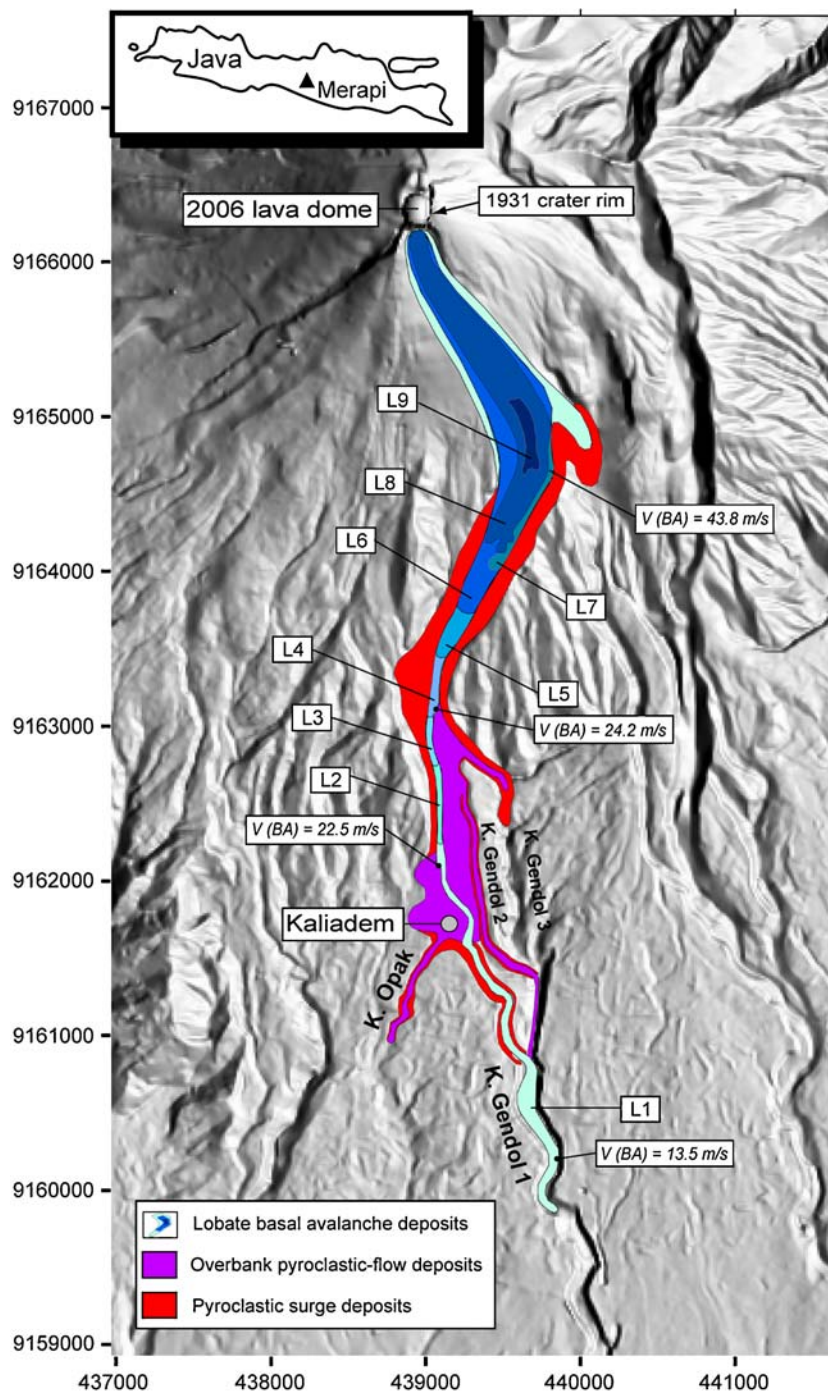 Java
Merapi
9167000
2006 lava dome
1931 crater rim
9166000
9165000
L9
L8
V (BA) = 43.8 m/s
L6
9164000
L7
L4
L5
9163000
L3
V (BA) = 24.2 m/s
L2
V (BA) = 22.5 m/s
K. Gendol 2
K. Gendol 3
9162000
Kaliadem
K. Opak
9161000
K. Gendol 1
L1
V (BA) = 13.5 m/s
9160000
Lobate basal avalanche deposits
Overbank pyroclastic-flow deposits
Pyroclastic surge deposits
9159000
437000 438000 439000 440000 441000